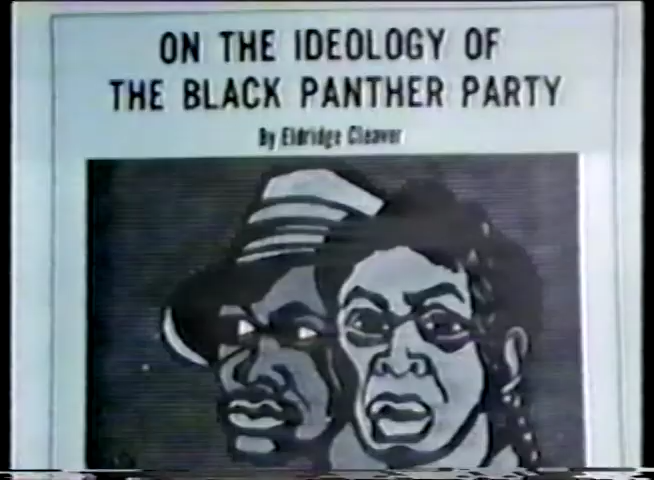 ON THE IDEOLOGY OF
THE BLACK PANTHER PARTY
By Eldridge Cleaver